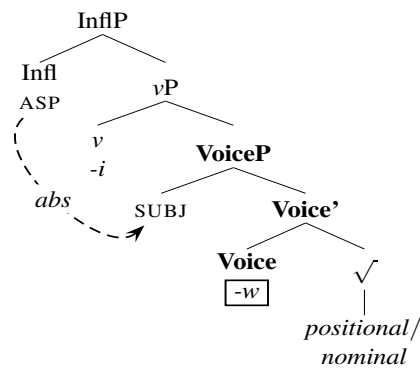 InflP
Infl
ASP
vP
v
-i
abs
VoiceP
SUBJ
Voice’
Voice
-w
√
positional/
nominal